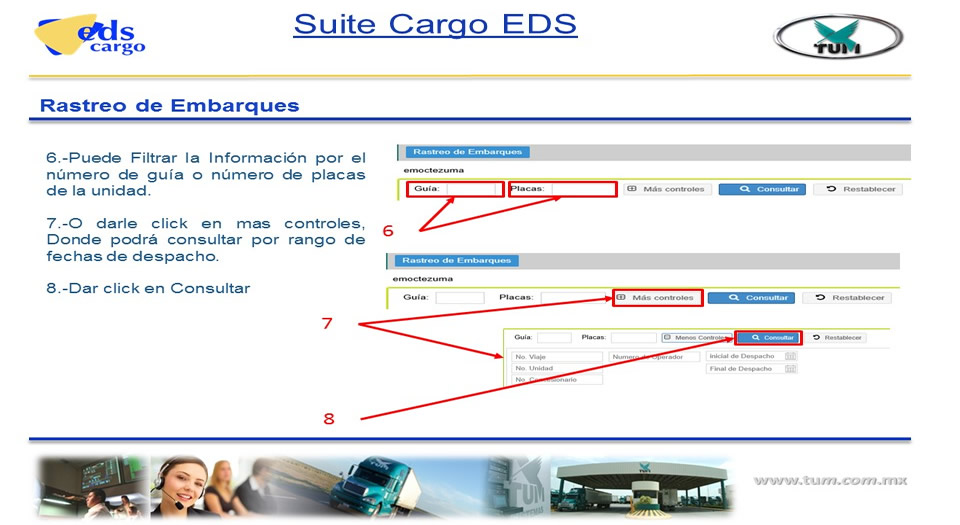 eds
cargo
Suite Cargo EDS
TUM
Rastreo de Embarques
6.-Puede Filtrar la Información por el
número de guía o número de placas
de la unidad.
7.-O darle click en mas controles,
Donde podrá consultar por rango de
fechas de despacho.
8.-Dar click en Consultar
Rastreo de Embarques
emoctezuma
Guía: Placas: Más controles Consultar Restablecer
6
Rastreo de Embarques
emoctezuma
Guía: Placas: Más controles Consultar Restablecer
7
Guía: Placas: Menos Controles Consultar Restablecer
No. Viaje Numero de Operador Inicial de Despacho
No. Unidad Final de Despacho
No. Concesionario
8
TUM
www.tum.com.mx